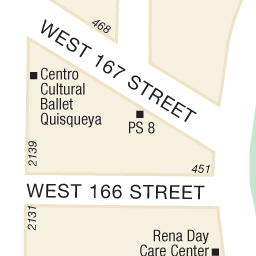 468
WEST 167 STREET
Centro
Cultural
Ballet
Quisqueya
PS 8
2139
451
WEST 166 STREET
2131
Rena Day
Care Center